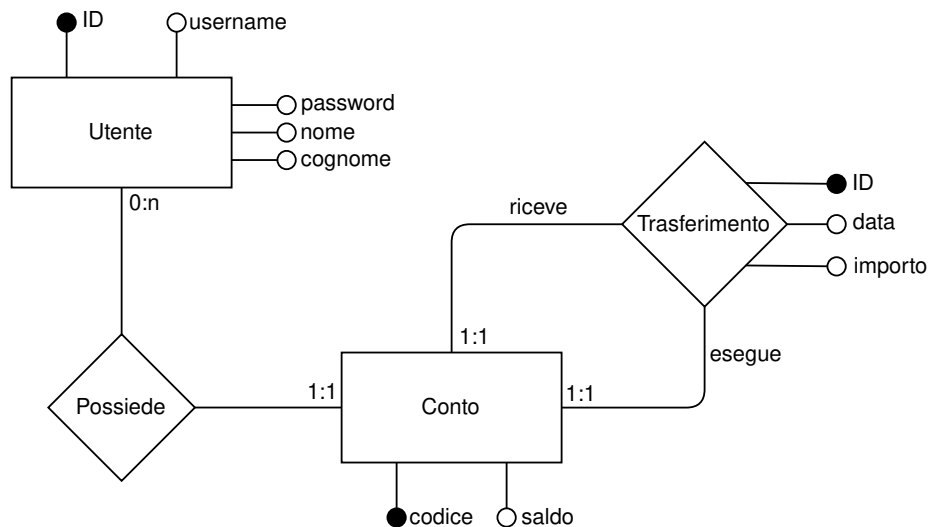 ID
username
password
Utente
nome
cognome
0:n
ID
riceve
Trasferimento
data
importo
1:1
esegue
1:1
1:1
Possiede
Conto
codice
saldo